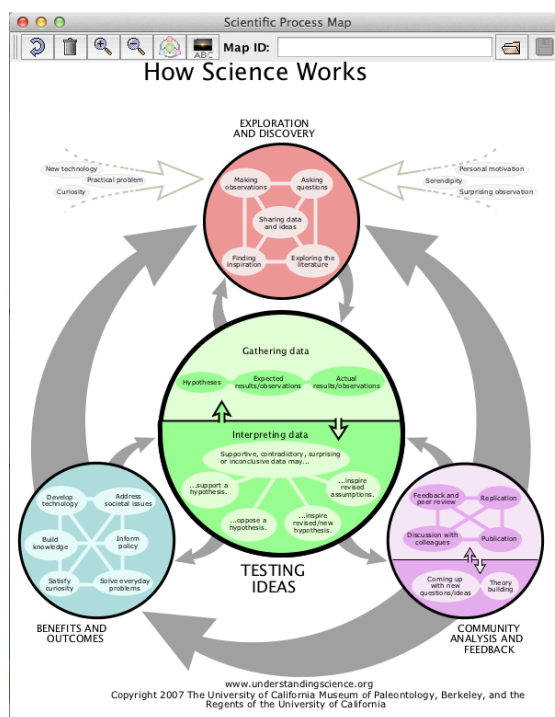 Scientific Process Map
ABC
Map ID:
How Science Works
EXPLORATION
AND DISCOVERY
New technology
Practical problem
Curiosity
Personal motivation
Serendipity
Surprising observation
Making
observations
Asking
questions
Sharing data
and ideas
Finding
inspiration
Exploring the
literature
Gathering data
Hypotheses
Expected
results/observations
Actual
results/observations
Interpreting data
Supportive, contradictory, surprising
or inconclusive data may...
...support a
hypothesis.
...inspire
revised
assumptions.
...oppose a
hypothesis.
...inspire
revised/new
hypothesis.
TESTING
IDEAS
Develop
technology
Address
societal issues
Build
knowledge
Inform
policy
Satisfy
curiosity
Solve everyday
problems
BENEFITS AND
OUTCOMES
Feedback and
peer review
Replication
Discussion with
colleagues
Publication
Coming up
with new
questions/ideas
Theory
building
COMMUNITY
ANALYSIS AND
FEEDBACK
www.understandingscience.org
Copyright 2007 The University of California Museum of Paleontology, Berkeley, and the
Regents of the University of California